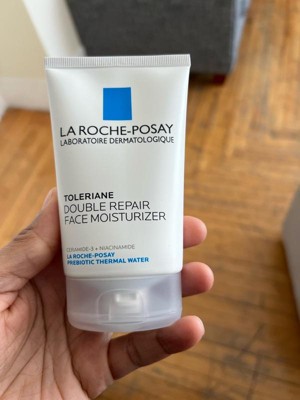 LA ROCHE-POSAY
LABORATOIRE DERMATOLOGIQUE
TOLERIANE
DOUBLE REPAIR
FACE MOISTURIZER
CERAMIDE-3 + NIACINAMIDE
LA ROCHE-POSAY
PREBIOTIC THERMAL WATER